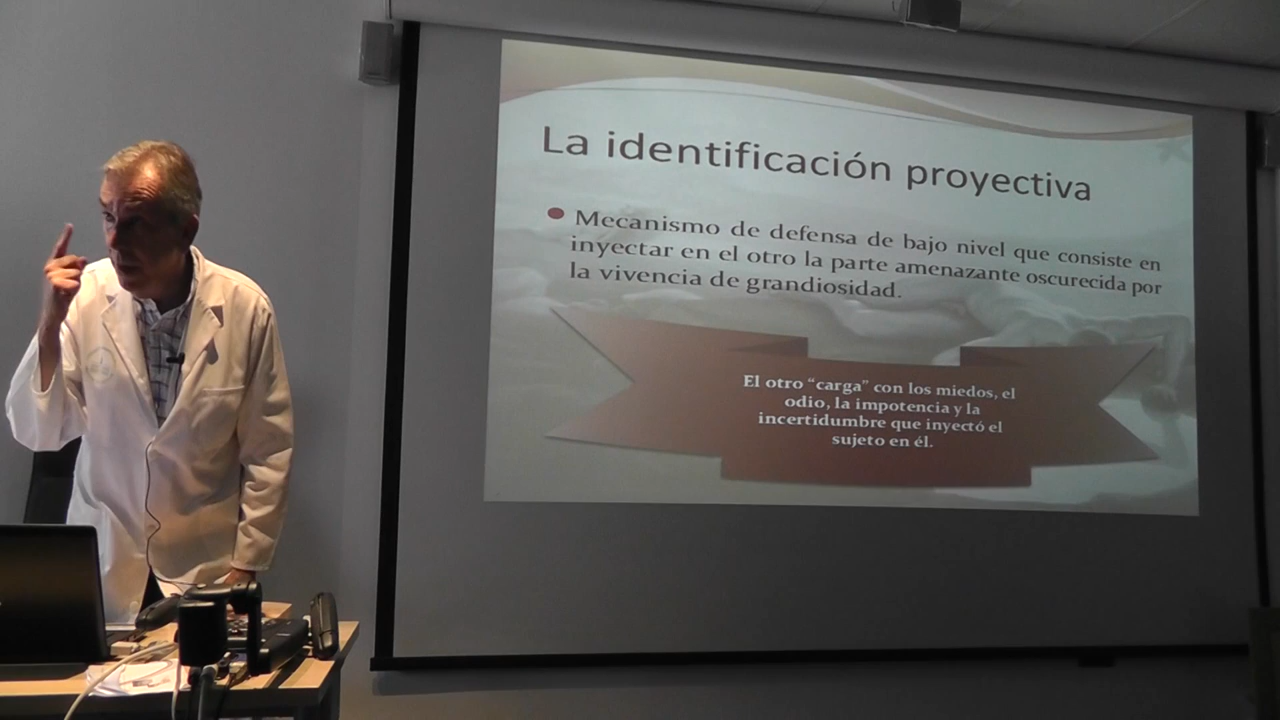 La identificación proyectiva
Mecanismo de defensa de bajo nivel que consiste en
inyectar en el otro la parte amenazante oscurecida por
la vivencia de grandiosidad.
El otro “carga” con los miedos, el
odio, la impotencia y la
incertidumbre que inyectó el
sujeto en él.